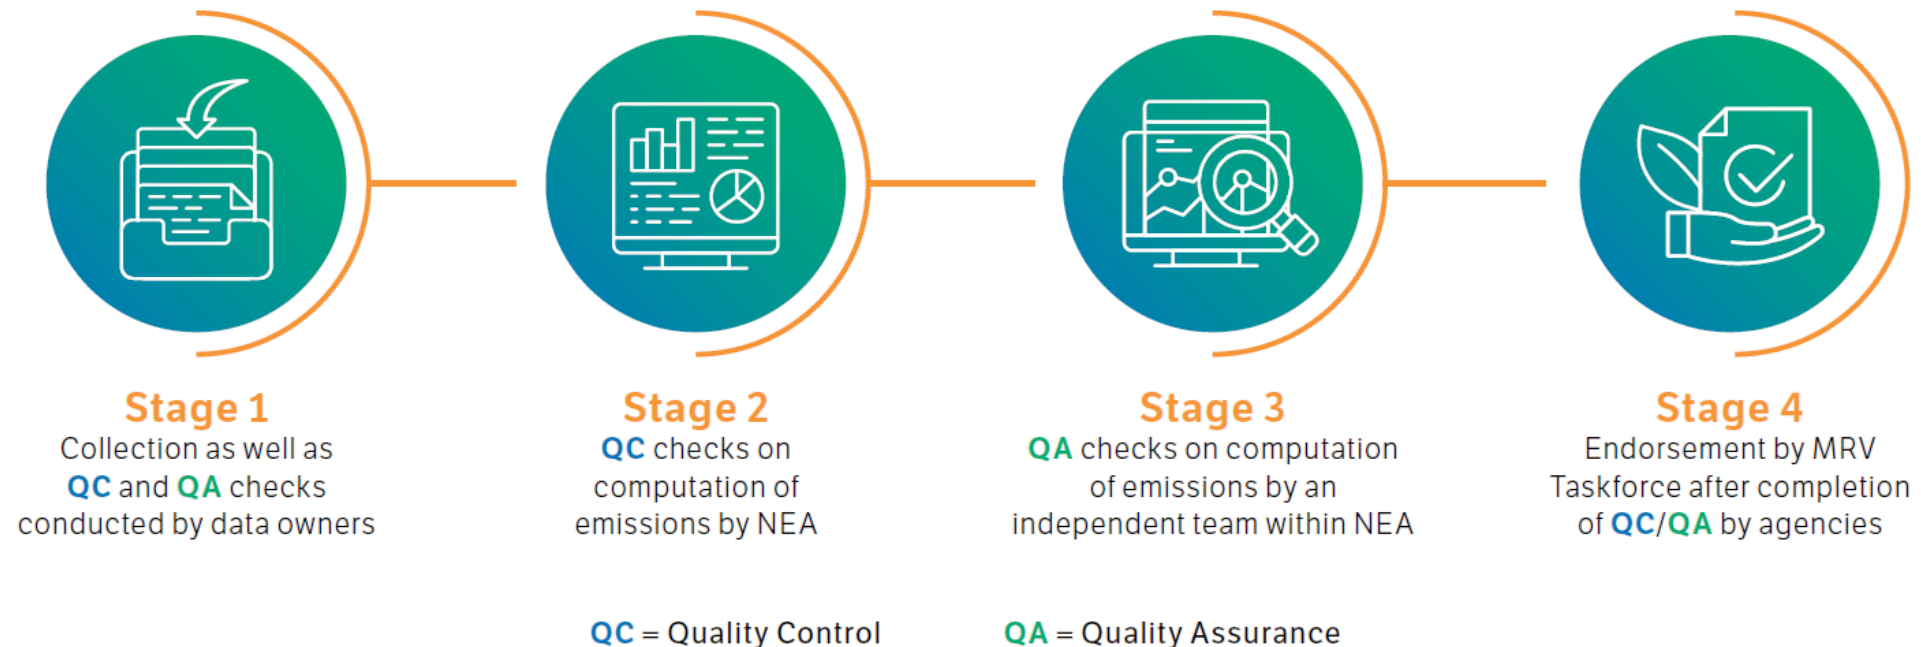 Stage 1
Collection as well as
QC and QA checks
conducted by data owners
Stage 2
QC checks on
computation of
emissions by NEA
Stage 3
QA checks on computation
of emissions by an
independent team within NEA
Stage 4
Endorsement by MRV
Taskforce after completion
of QC/QA by agencies
QC = Quality Control
QA = Quality Assurance